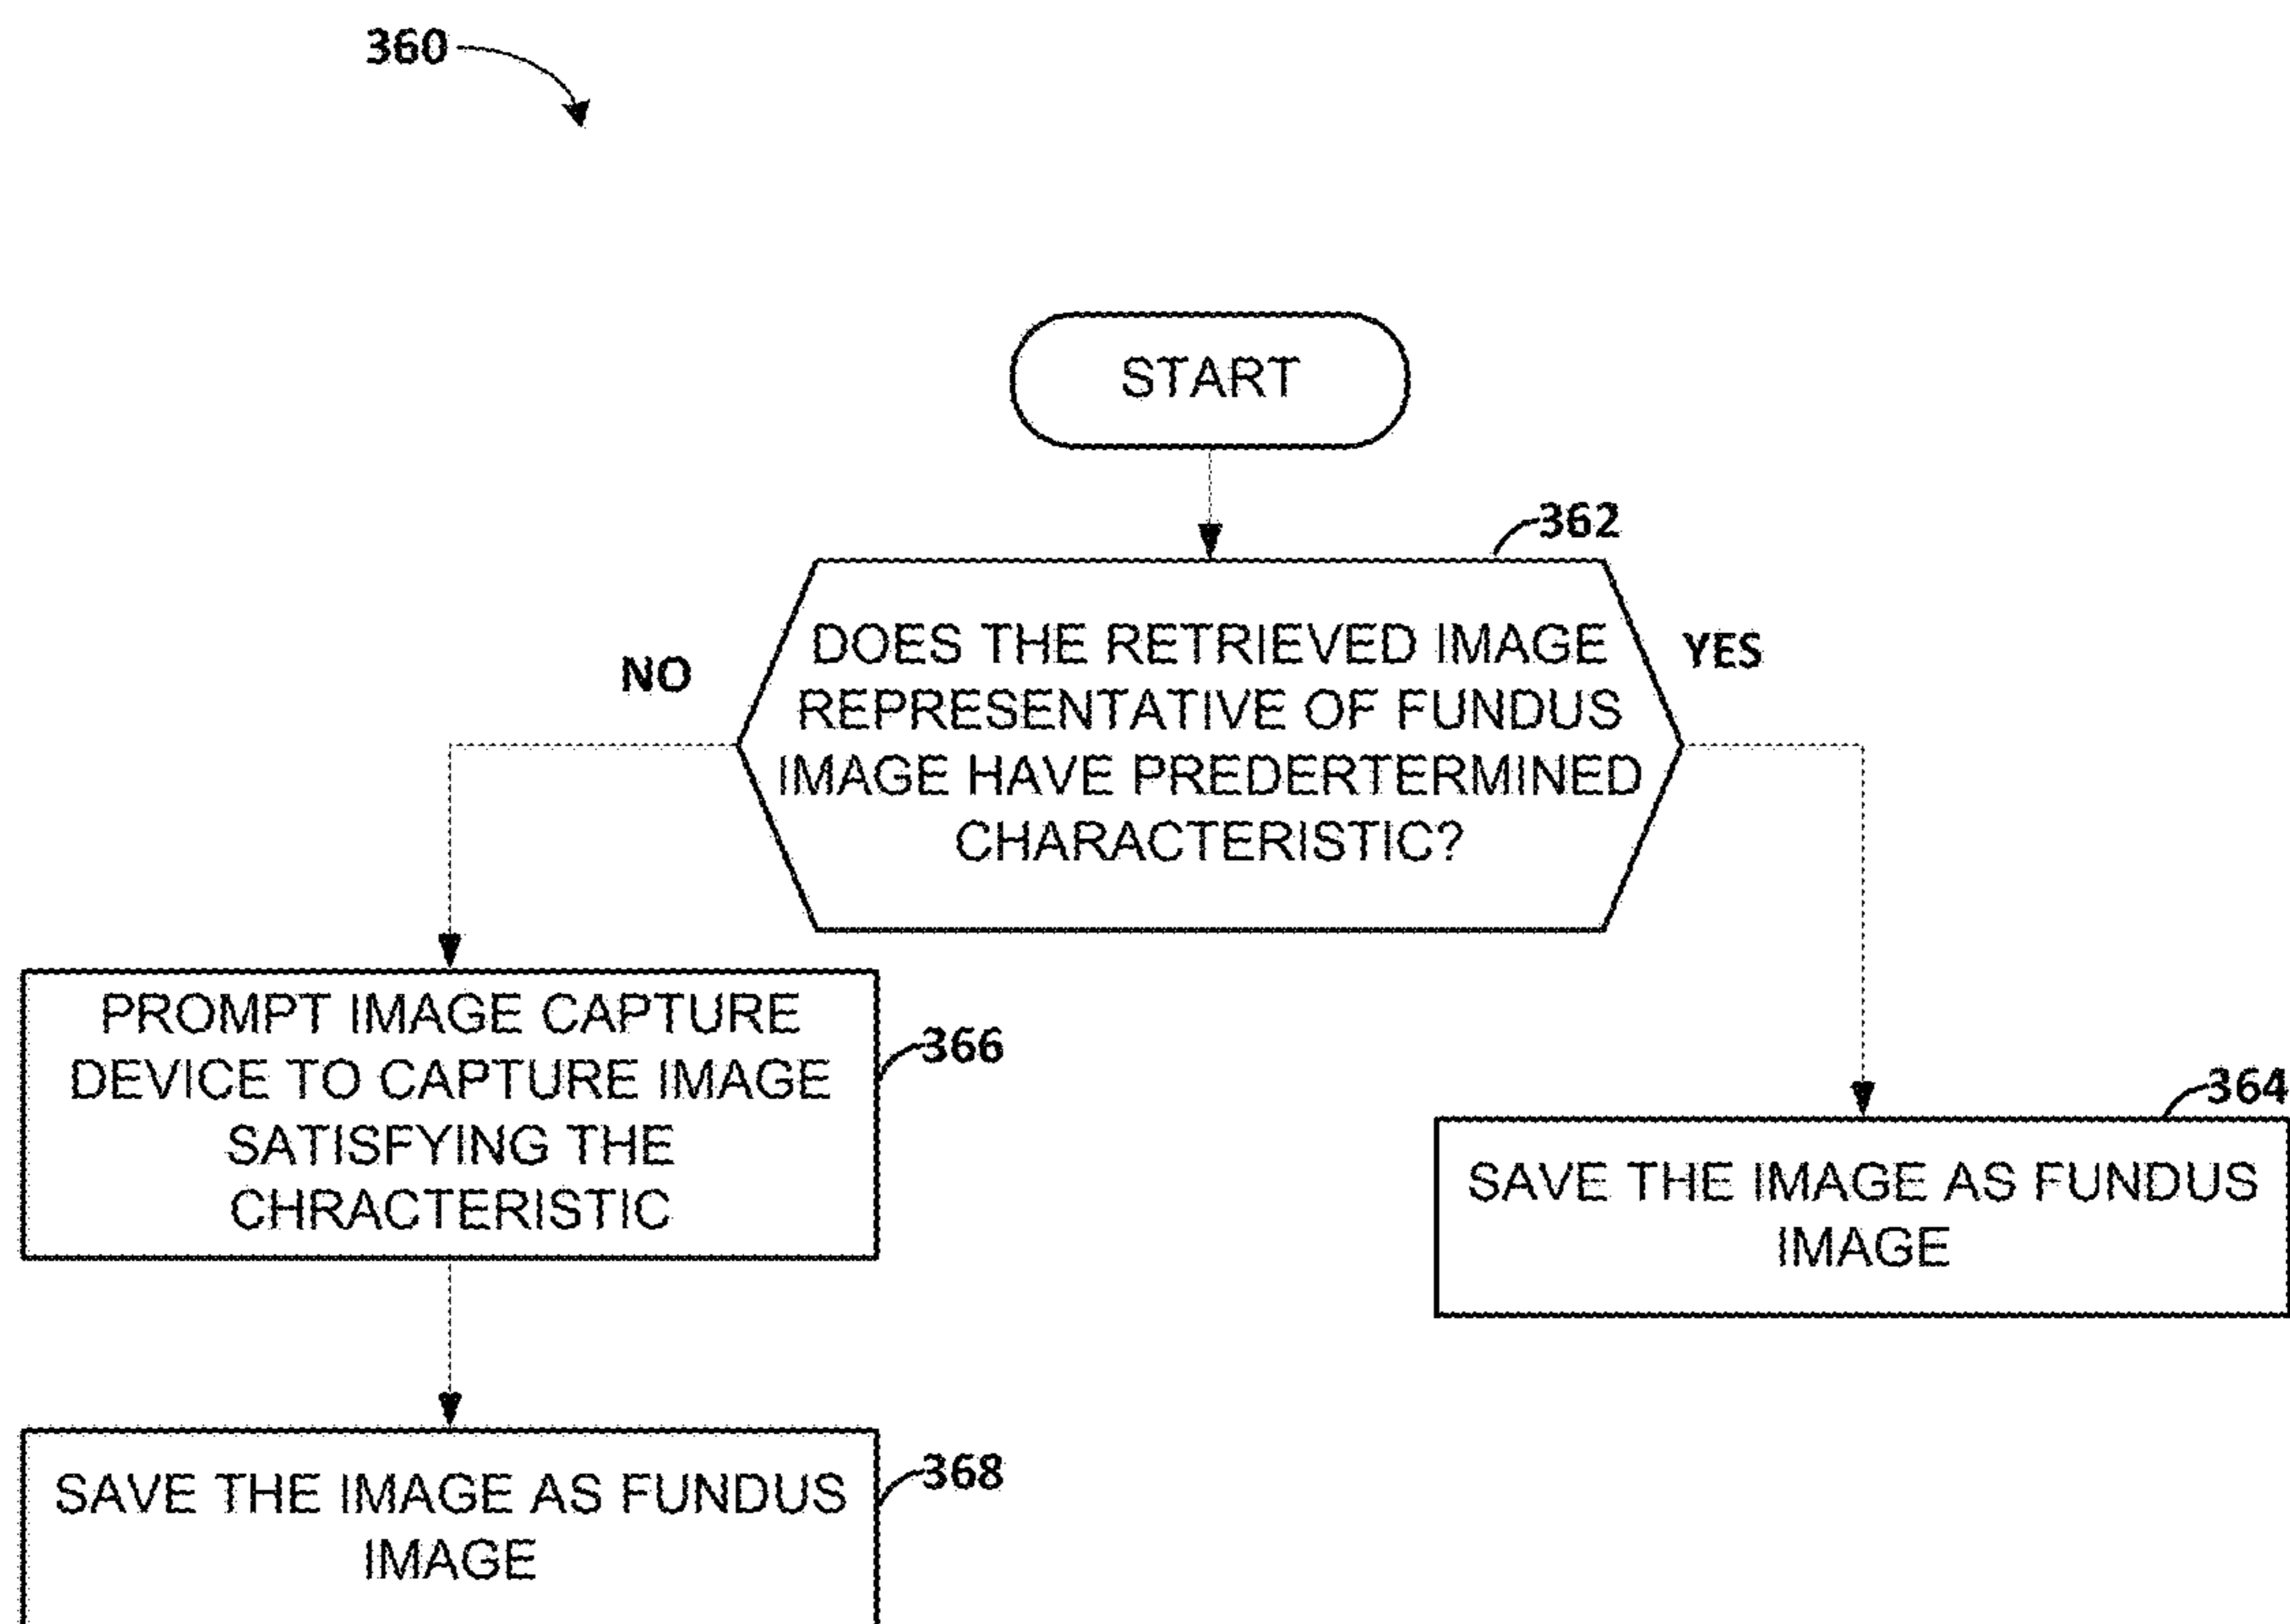 360
START
362
DOES THE RETRIEVED IMAGE
REPRESENTATIVE OF FUNDUS
IMAGE HAVE PREDERTERMINED
CHARACTERISTIC?
NO
YES
PROMPT IMAGE CAPTURE
DEVICE TO CAPTURE IMAGE
SATISFYING THE
CHRACTERISTIC
366
364
SAVE THE IMAGE AS FUNDUS
IMAGE
368
SAVE THE IMAGE AS FUNDUS
IMAGE